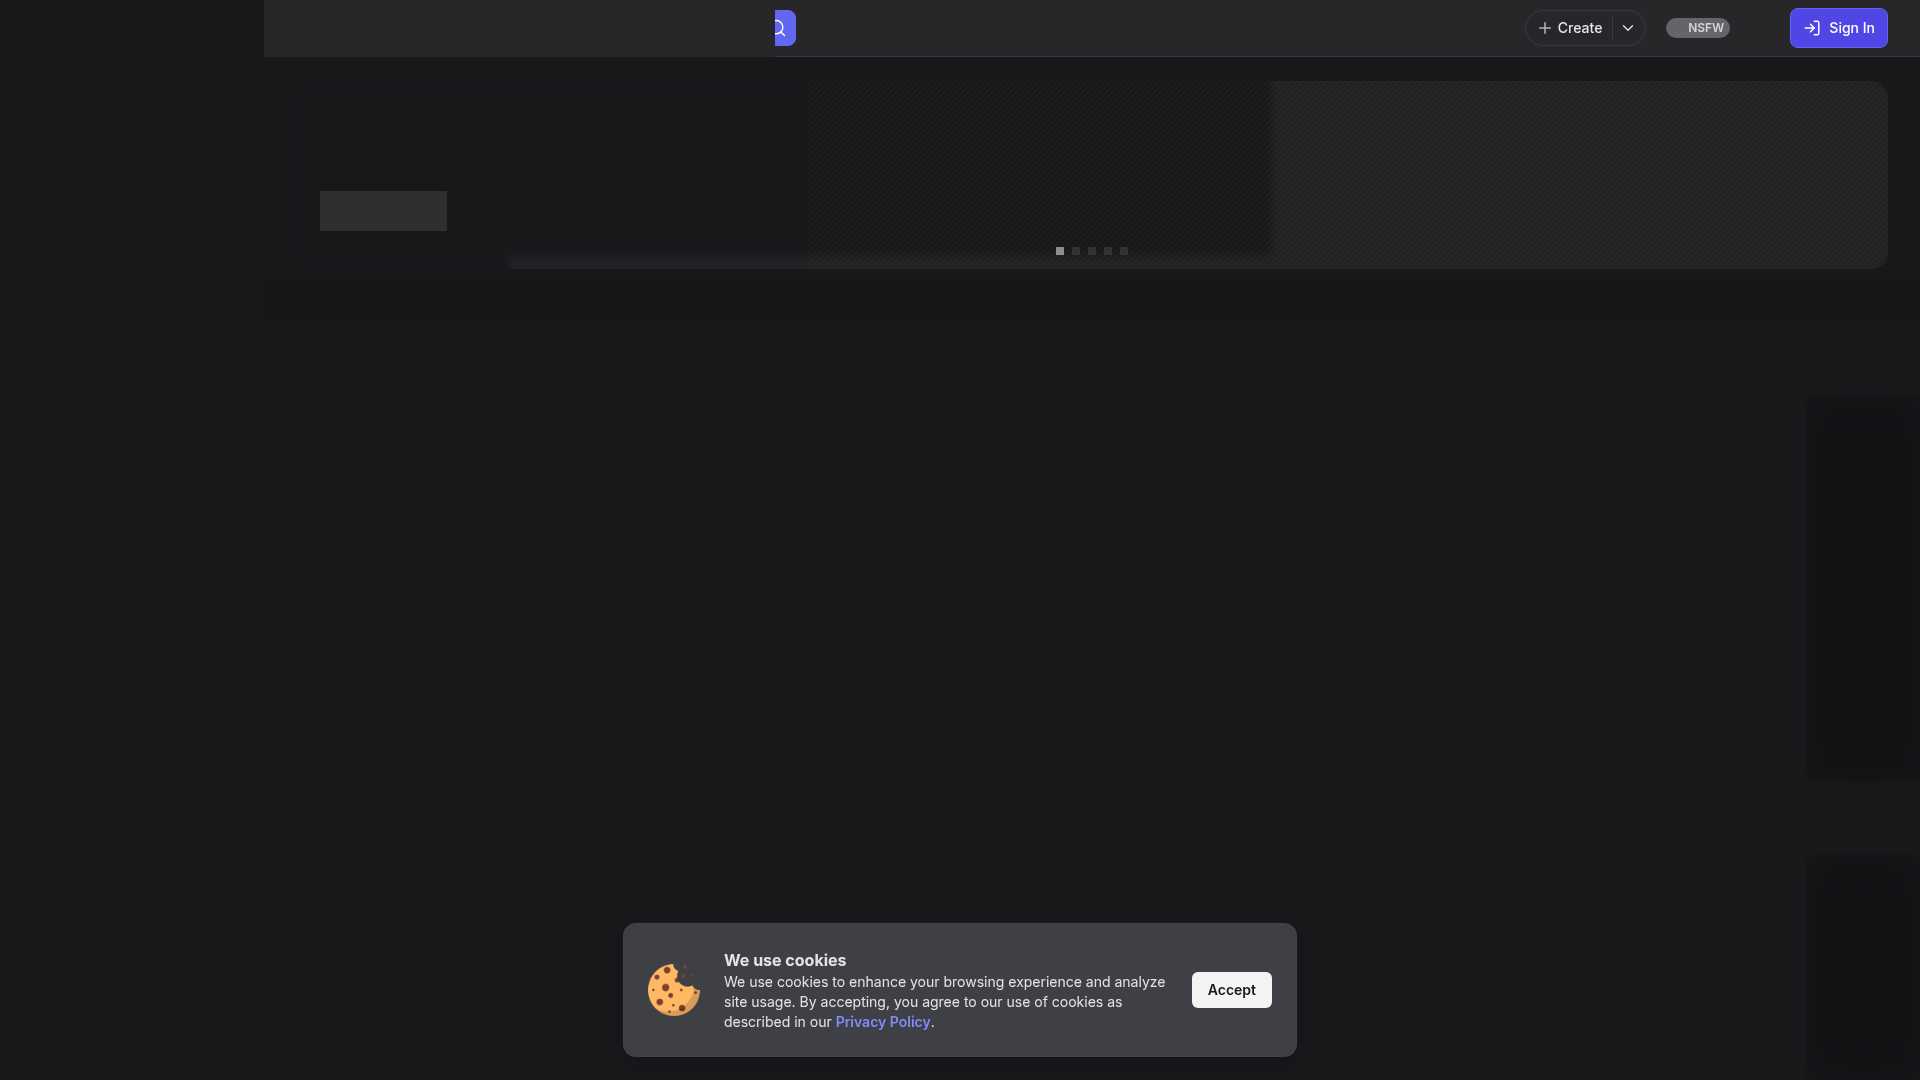 Create
NSFW
Sign In
We use cookies
We use cookies to enhance your browsing experience and analyze
site usage. By accepting, you agree to our use of cookies as
described in our Privacy Policy.
Accept